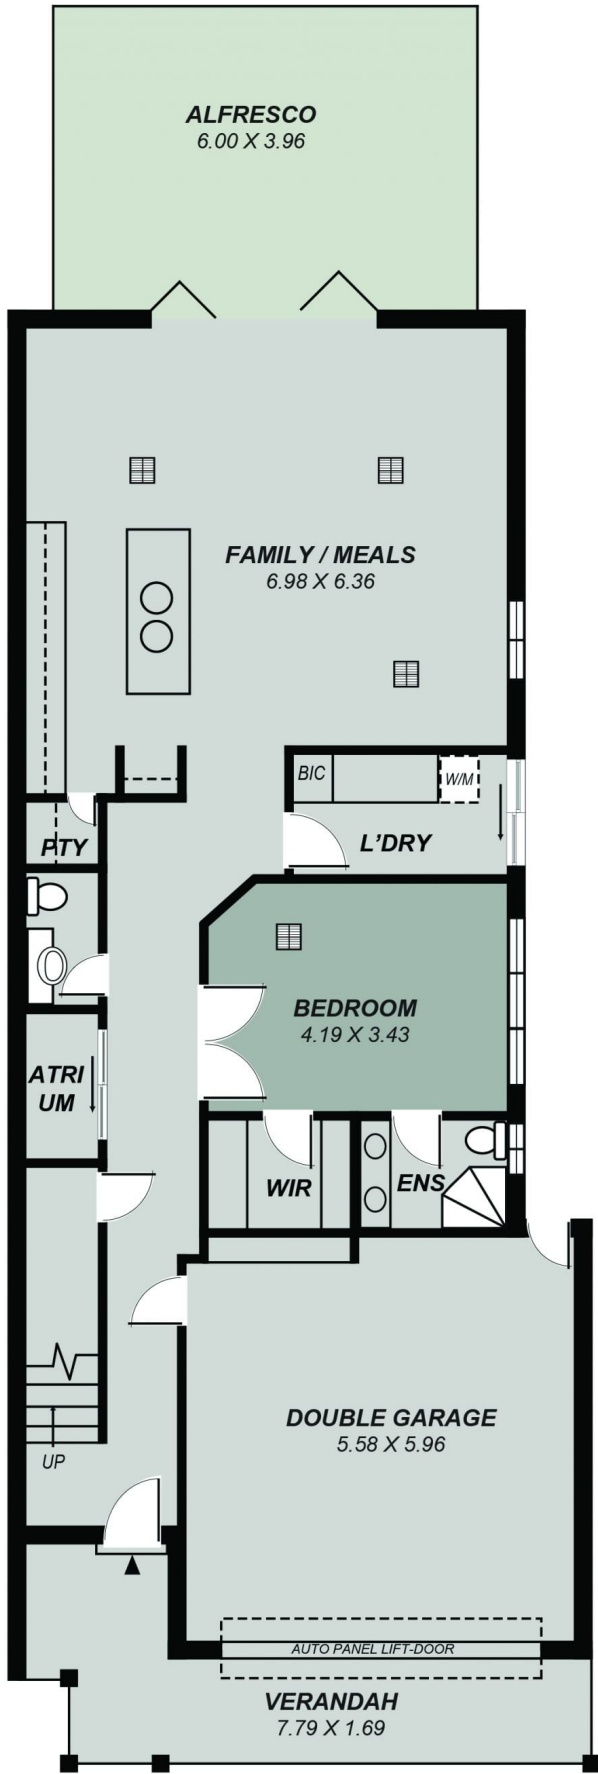 ALFRESCO
6.00 X 3.96
FAMILY / MEALS
6.98 X 6.36
BIC
W/M
L'DRY
PTY
BEDROOM
4.19 X 3.43
ATRI
UM
WIR
ENS
DOUBLE GARAGE
5.58 X 5.96
UP
AUTO PANEL LIFT-DOOR
VERANDAH
7.79 X 1.69